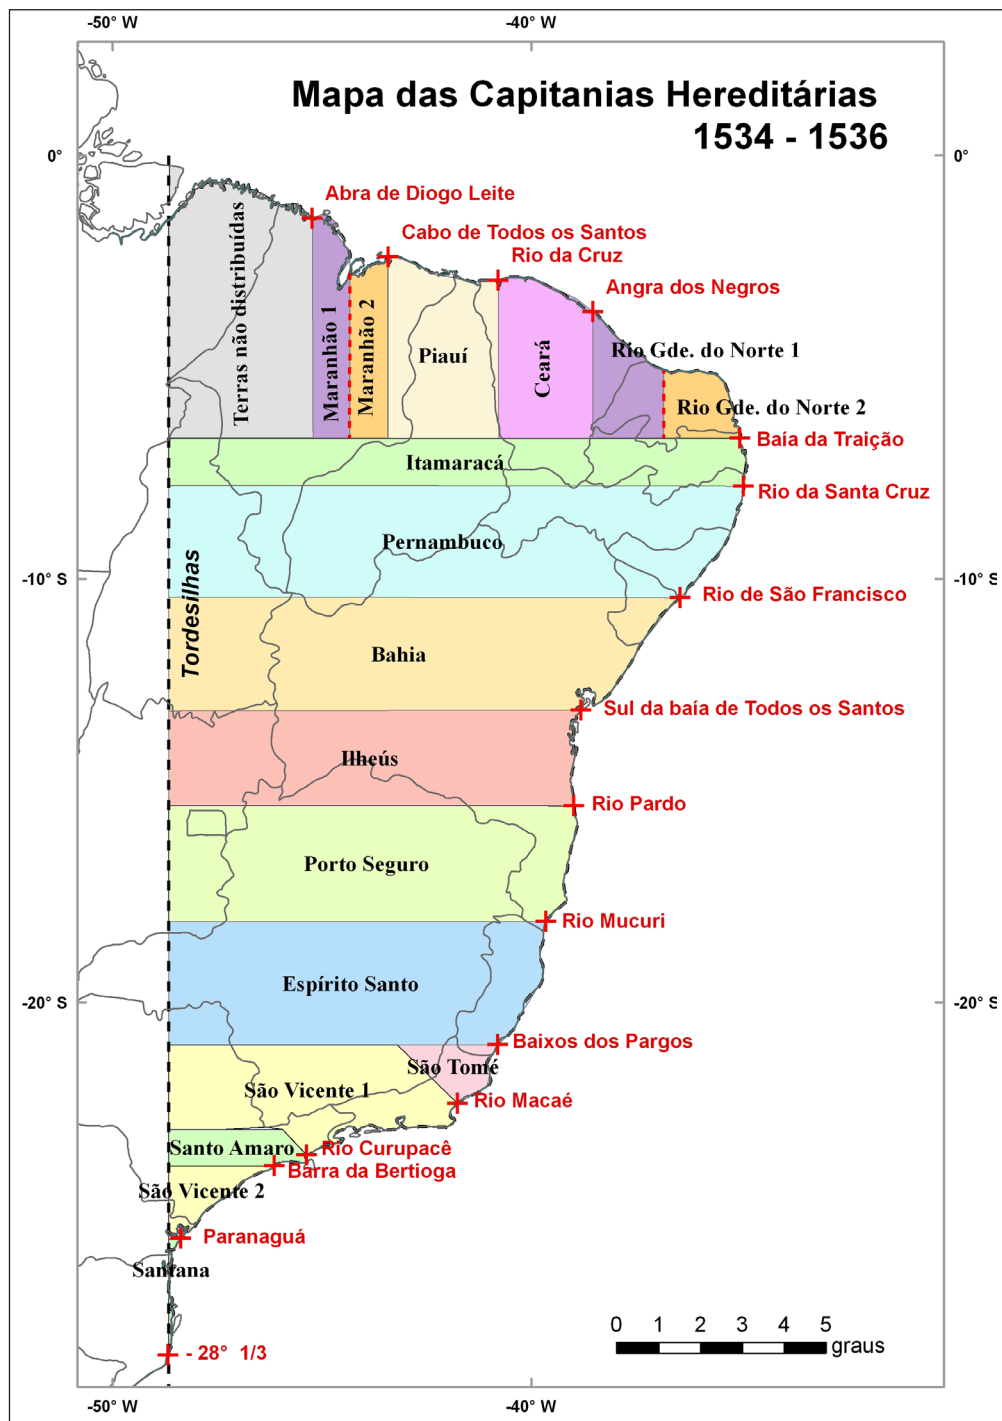 -50° W
-40° W
Mapa das Capitanias Hereditárias
1534 - 1536
0°
0°
Abra de Diogo Leite
Cabo de Todos os Santos
Rio da Cruz
Angra dos Negros
Terras não distribuídas
Maranhão 1
Maranhão 2
Piauí
Ceará
Rio Gde. do Norte 1
Rio Gde. do Norte 2
Baía da Traição
Itamaracá
Rio da Santa Cruz
Pernambuco
-10° S
-10° S
Rio de São Francisco
Tordesilhas
Bahia
Sul da baía de Todos os Santos
Ilheús
Rio Pardo
Porto Seguro
Rio Mucuri
Espírito Santo
-20° S
-20° S
Baixos dos Pargos
São Tomé
São Vicente 1
Rio Macaé
Santo Amaro
Rio Curupacê
Barra da Bertioga
São Vicente 2
Paranaguá
Santana
0 1 2 3 4 5
graus
- 28° 1/3
-50° W
-40° W